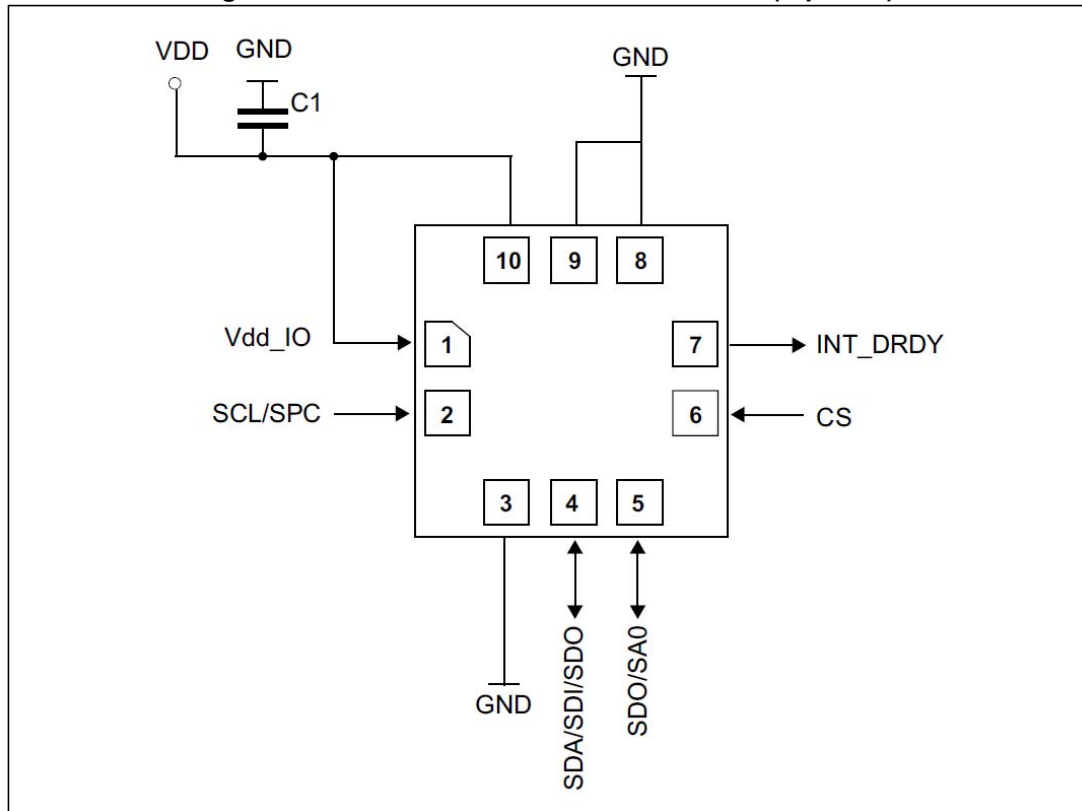 VDD
GND
C1
GND
10
9
8
Vdd_IO
1
7
INT_DRDY
SCL/SPC
2
6
CS
3
4
5
GND
SDA/SDI/SDO
SDO/SA0